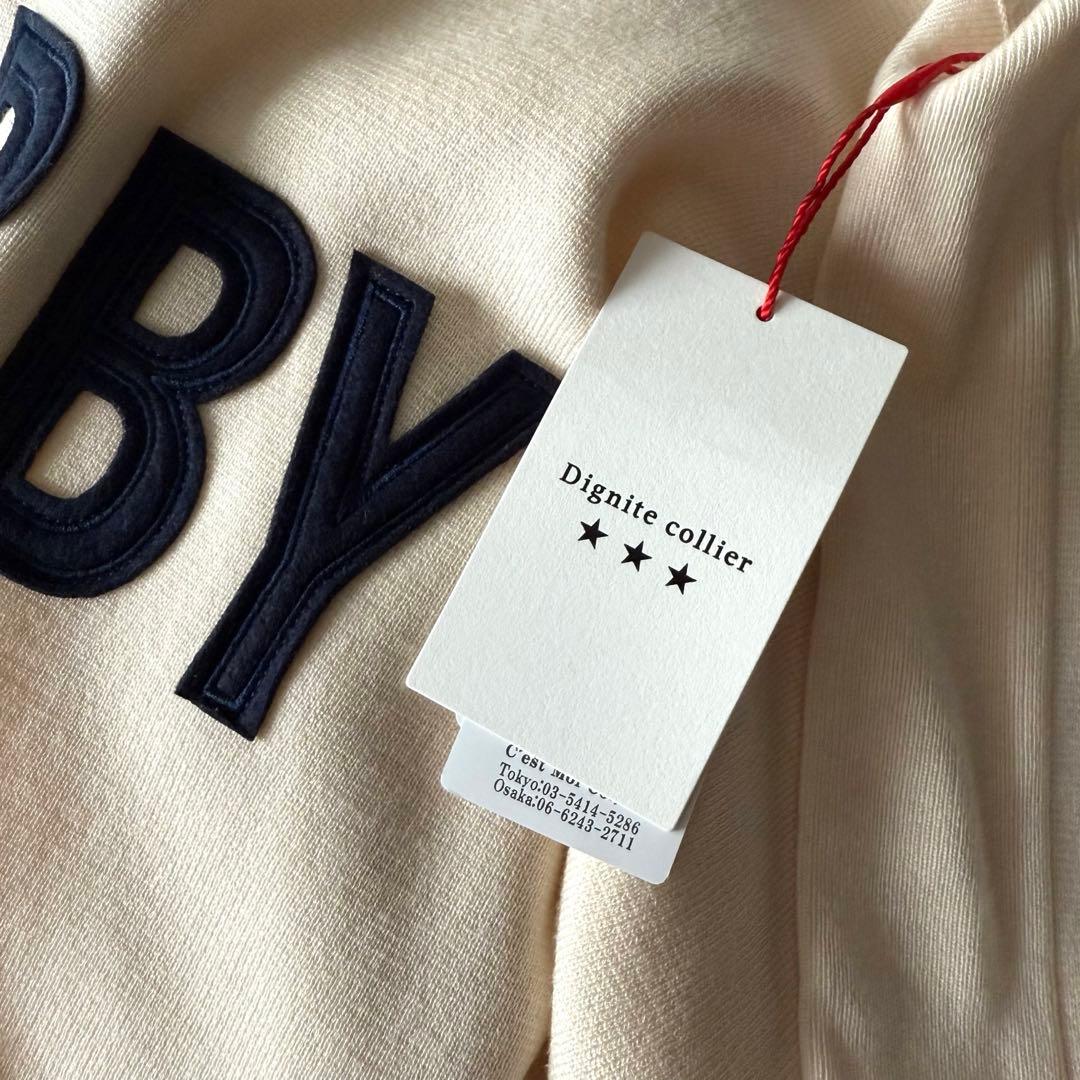 BY
Dignite collier
★★★
C'est Moi
Tokyo:03-5414-5286
Osaka:06-6243-2711